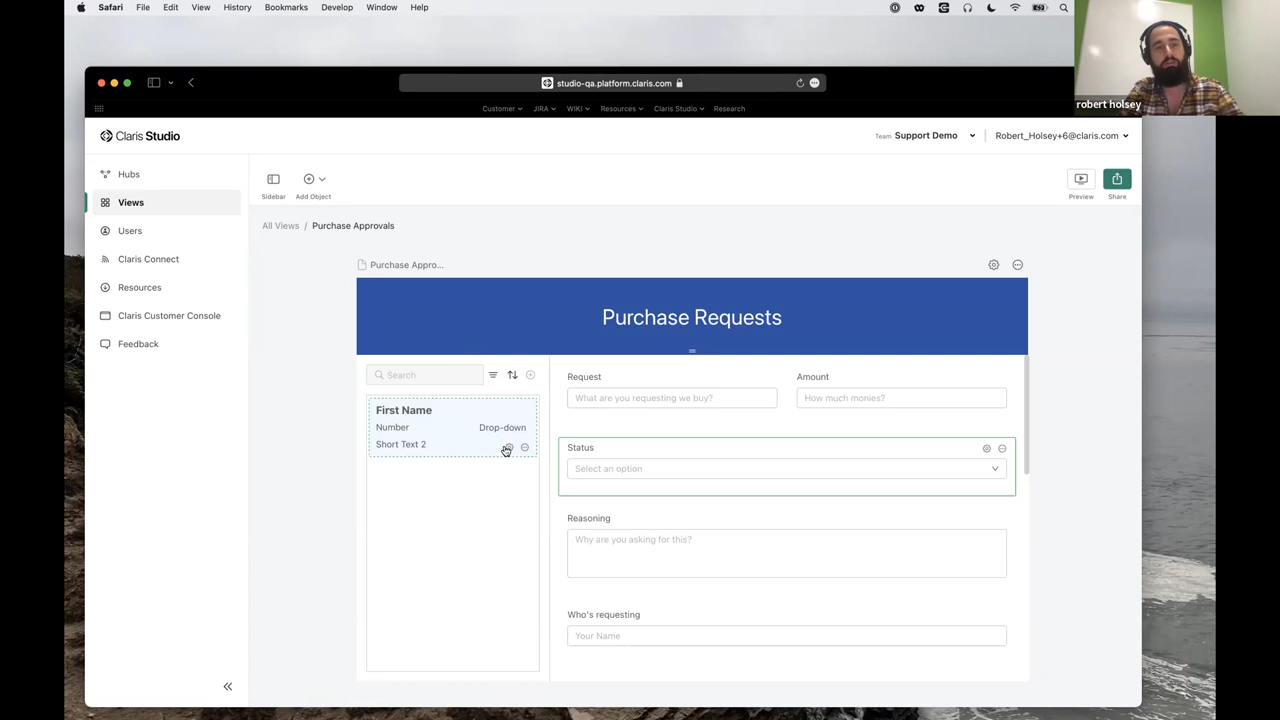 Safari File Edit View History Bookmarks Develop Window Help
robert holsey
studio-qa.platform.claris.com
Customer JIRA WIKI Resources Claris Studio Research
Claris Studio
Team Support Demo
Robert_Holsey+6@claris.com
Hubs
Views
Users
Claris Connect
Resources
Claris Customer Console
Feedback
Sidebar
Add Object
Preview
Share
All Views / Purchase Approvals
Purchase Appro...
Purchase Requests
Search
First Name
Number Drop-down
Short Text 2
Request
What are you requesting we buy?
Amount
How much monies?
Status
Select an option
Reasoning
Why are you asking for this?
Who's requesting
Your Name